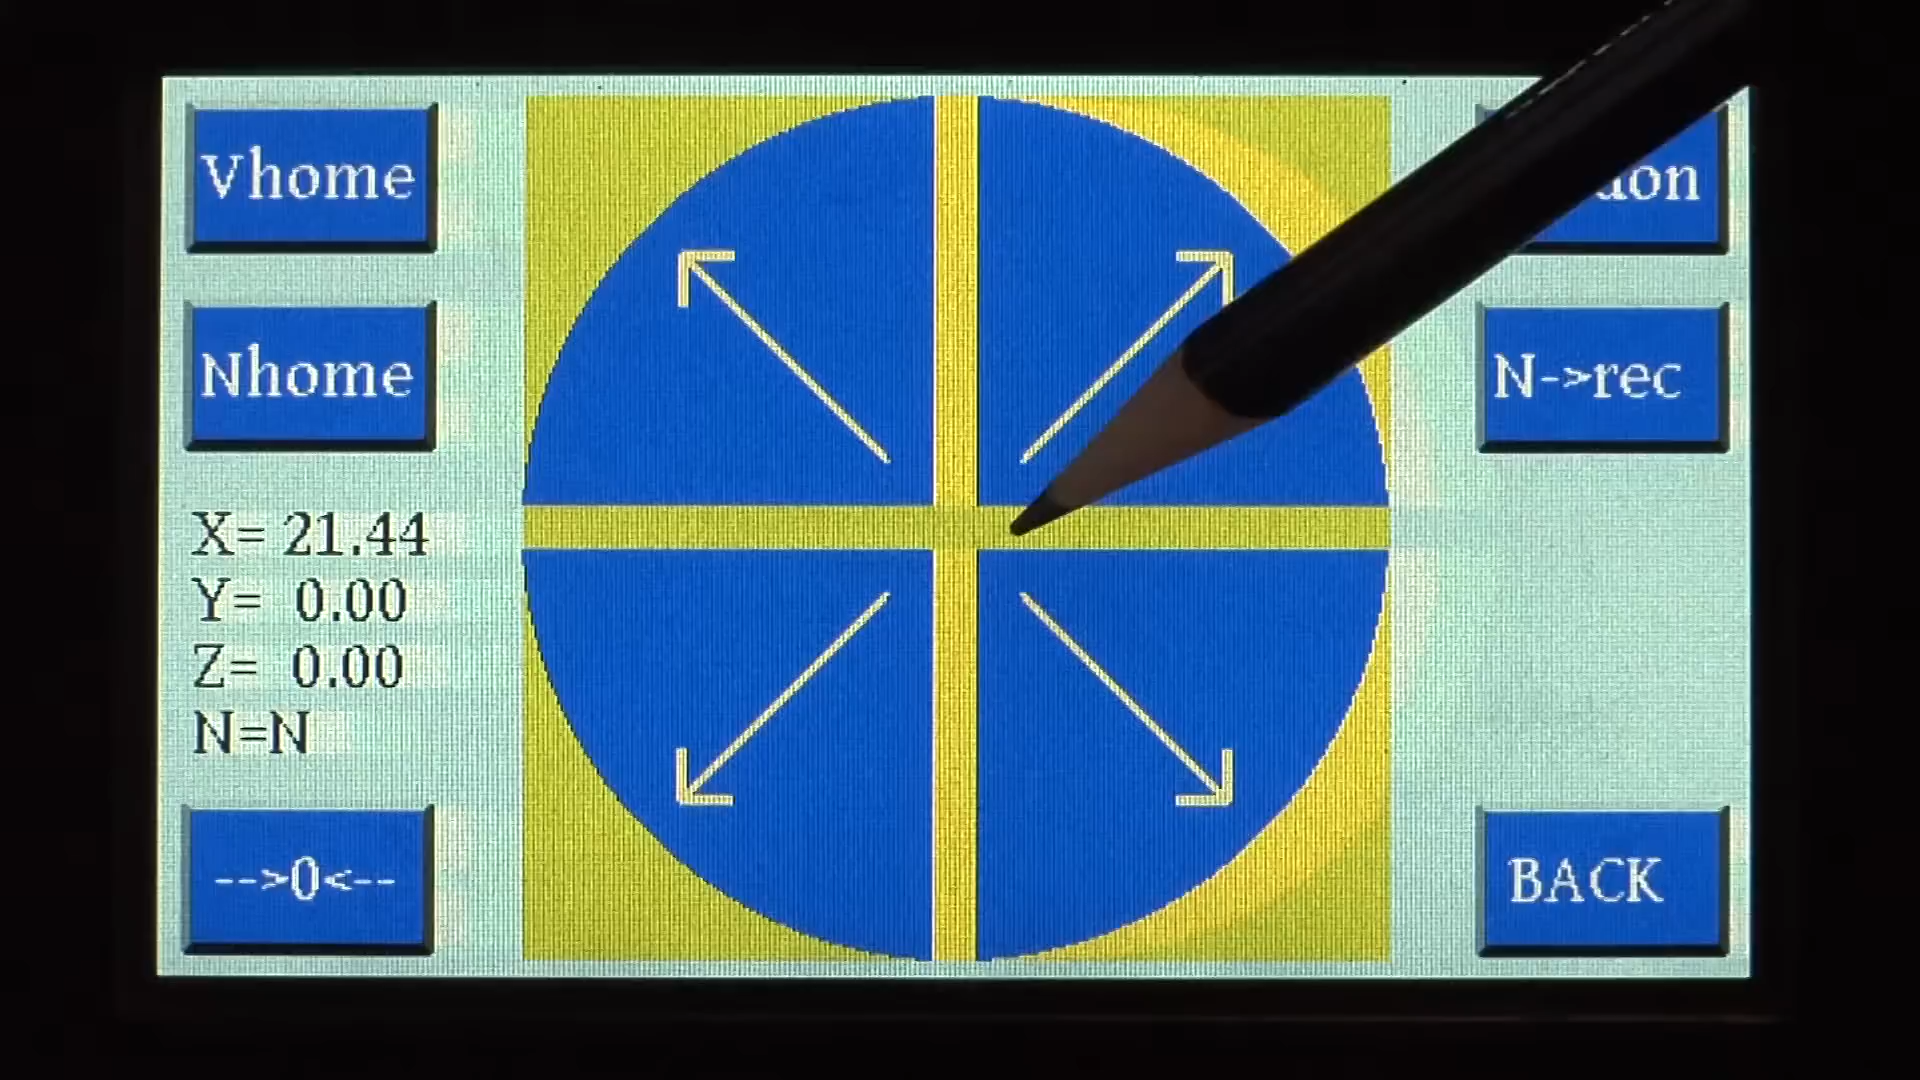 Vhome
Nhome
X= 21.44
Y= 0.00
Z= 0.00
N=N
-->0<--
N->rec
BACK